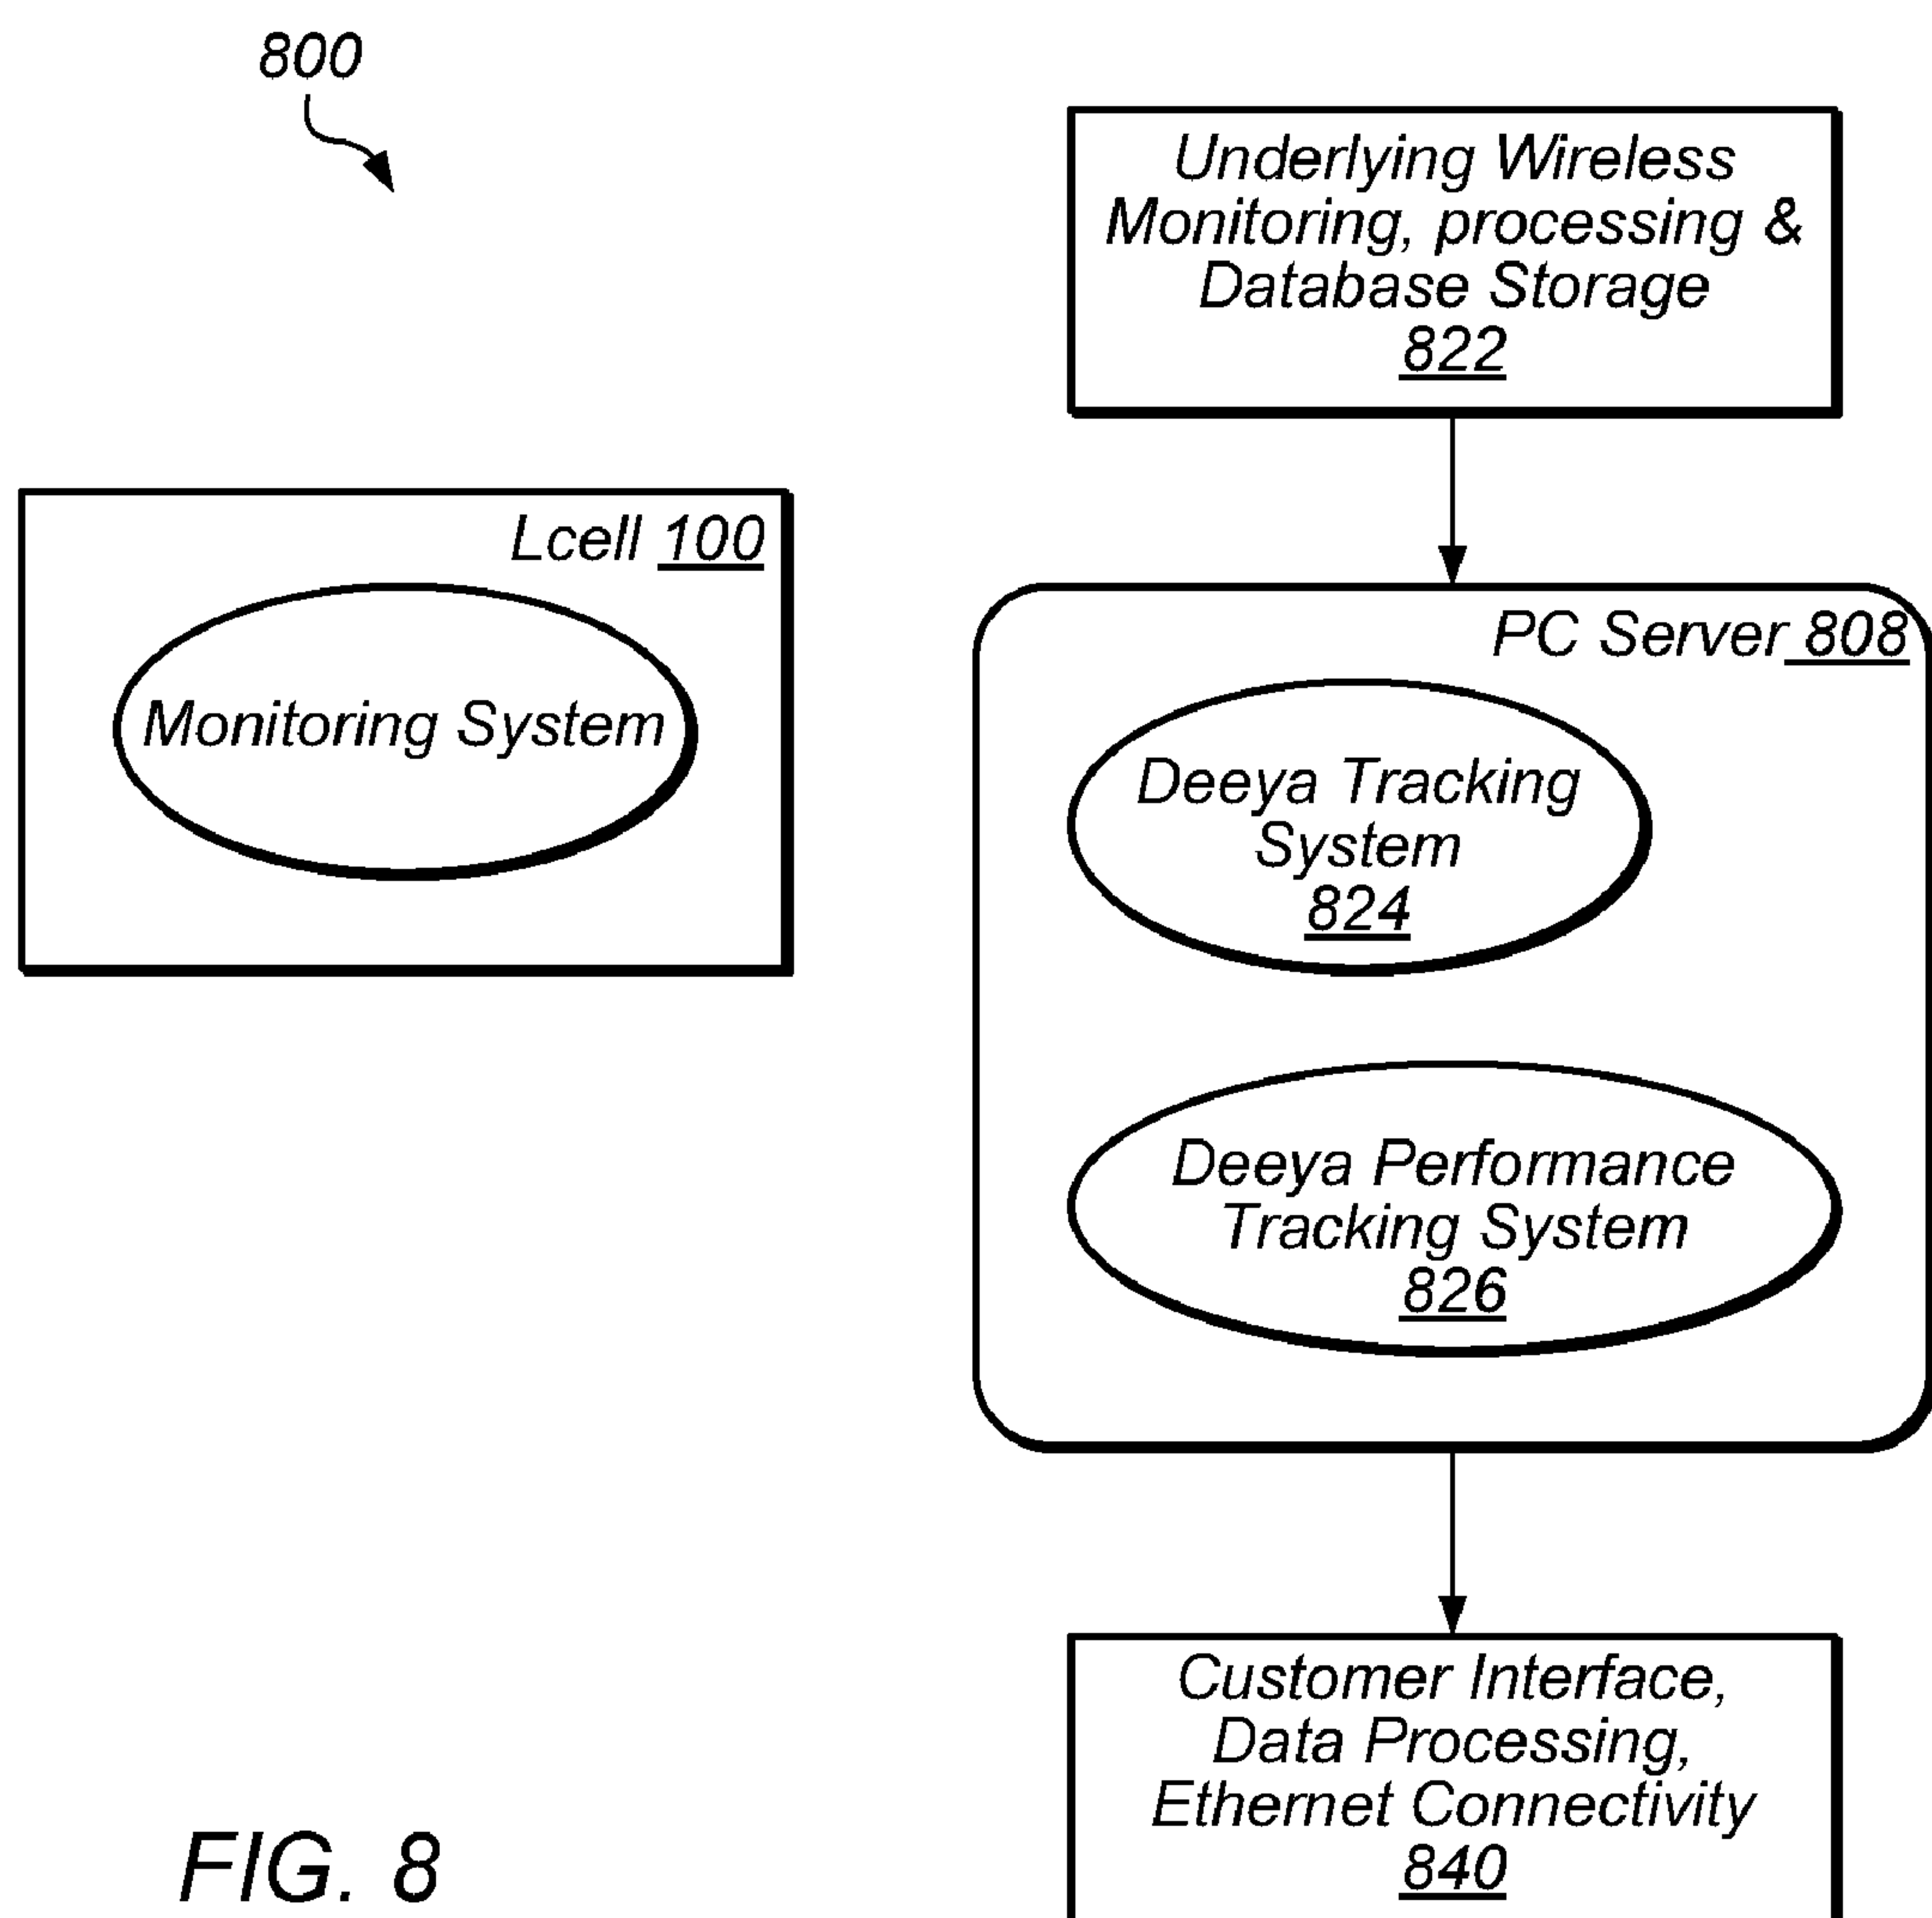 800
Underlying Wireless
Monitoring, processing &
Database Storage
822
Lcell 100
Monitoring System
PC Server 808
Deeya Tracking
System
824
Deeya Performance
Tracking System
826
Customer Interface,
Data Processing,
Ethernet Connectivity
840
FIG. 8